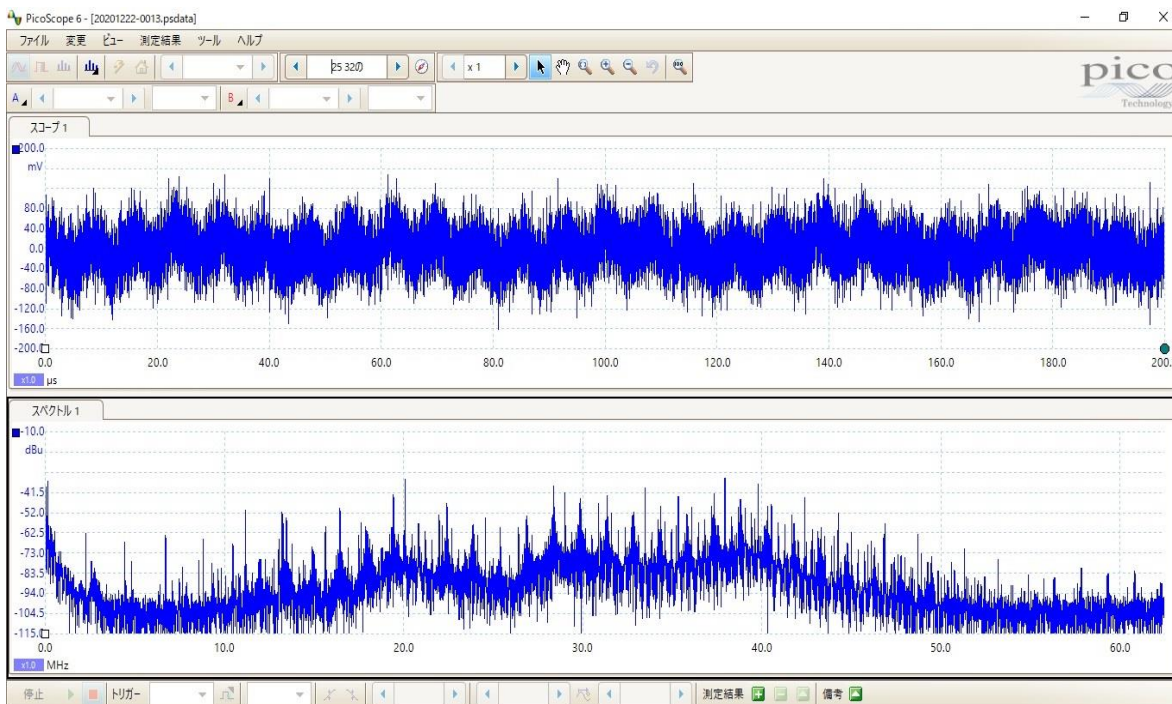 PicoScope 6 - [20201222-0013.psdata]
ファイル 変更 ビュー 測定結果 ツール ヘルプ
x 1
pico
Technology
A B
スコープ 1
200.0
mV
80.0
40.0
0.0
-40.0
-80.0
-120.0
-160.0
-200.0
0.0 20.0 40.0 60.0 80.0 100.0 120.0 140.0 160.0 180.0 200.
x1.0 µs
スペクトル 1
-10.0
dBu
-41.5
-52.0
-62.5
-73.0
-83.5
-94.0
-104.5
-115.0
0.0 10.0 20.0 30.0 40.0 50.0 60.0
x1.0 MHz
停止 トリガー 測定結果 備考